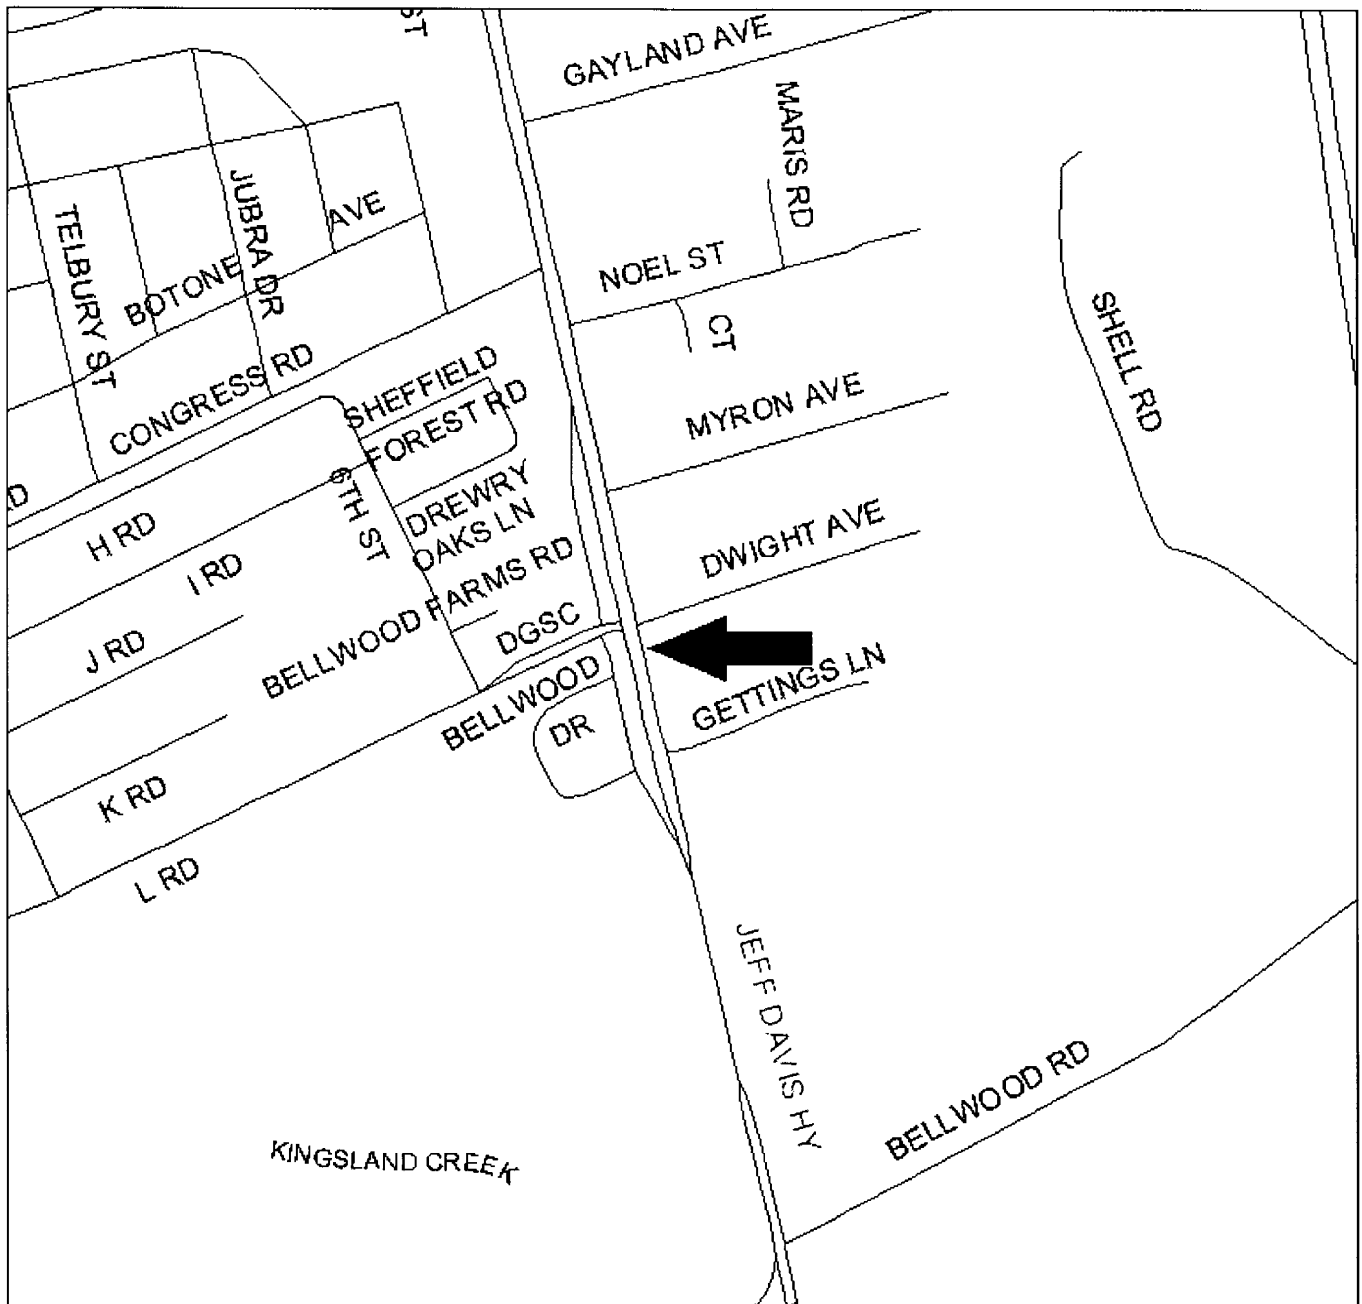 ST
GAYLAND AVE
MARIS RD
TELBURY ST
JUBRA DR
BOTONE AVE
NOEL ST
CT
SHELL RD
CONGRESS RD
SHEFFIELD
FOREST RD
MYRON AVE
RD
H RD
6TH ST
DREWRY
OAKS LN
DWIGHT AVE
I RD
BELLWOOD FARMS RD
J RD
DGSC
GETTINGS LN
BELLWOOD
DR
K RD
L RD
JEFF DAVIS HY
BELLWOOD RD
KINGSLAND CREEK